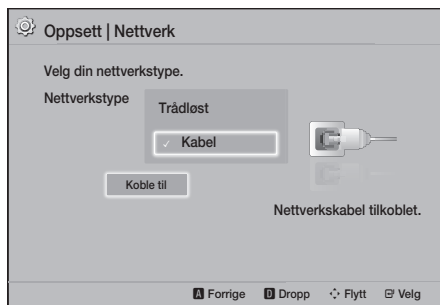 Oppsett | Nettverk
Velg din nettverkstype.
Nettverkstype
Trådløst
✓ Kabel
Koble til
Nettverkskabel tilkoblet.
A Forrige D Dropp Flytt Velg